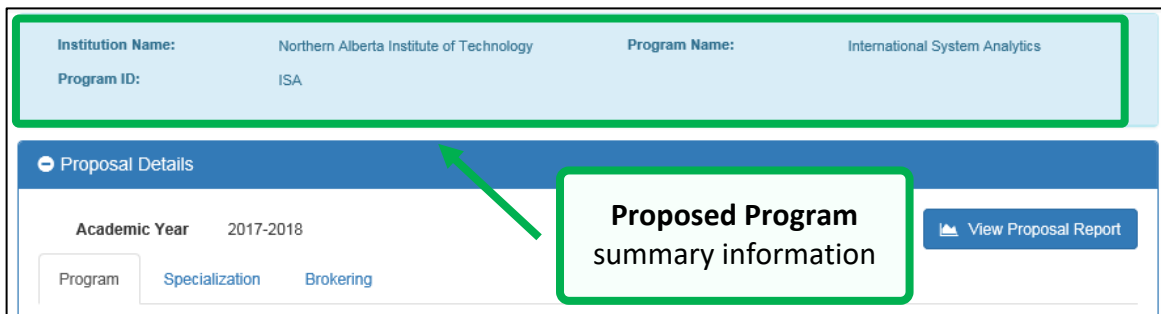 Institution Name: Northern Alberta Institute of Technology Program Name: International System Analytics
Program ID: ISA
Proposal Details
Academic Year 2017-2018
Proposed Program
summary information
View Proposal Report
Program Specialization Brokering